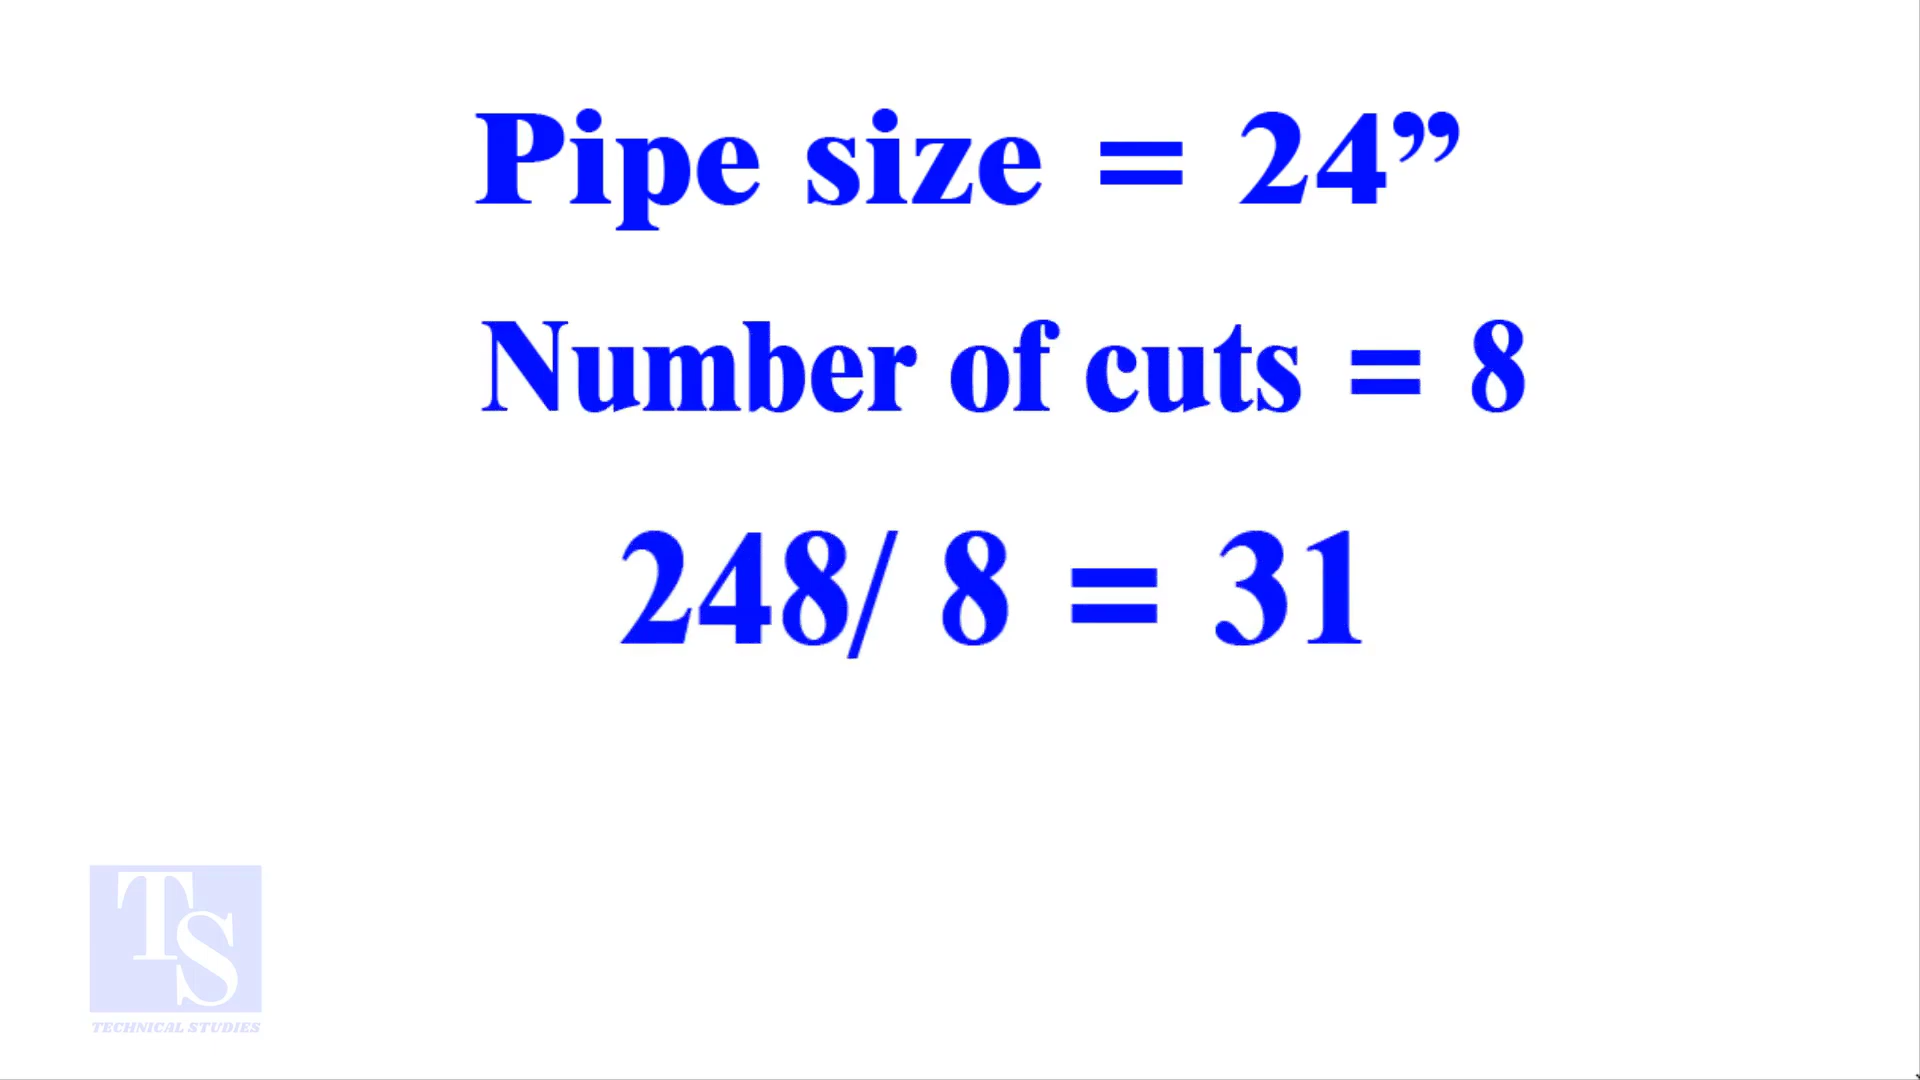 Pipe size = 24”
Number of cuts = 8
248/ 8 = 31
TS
TECHNICAL STUDIES